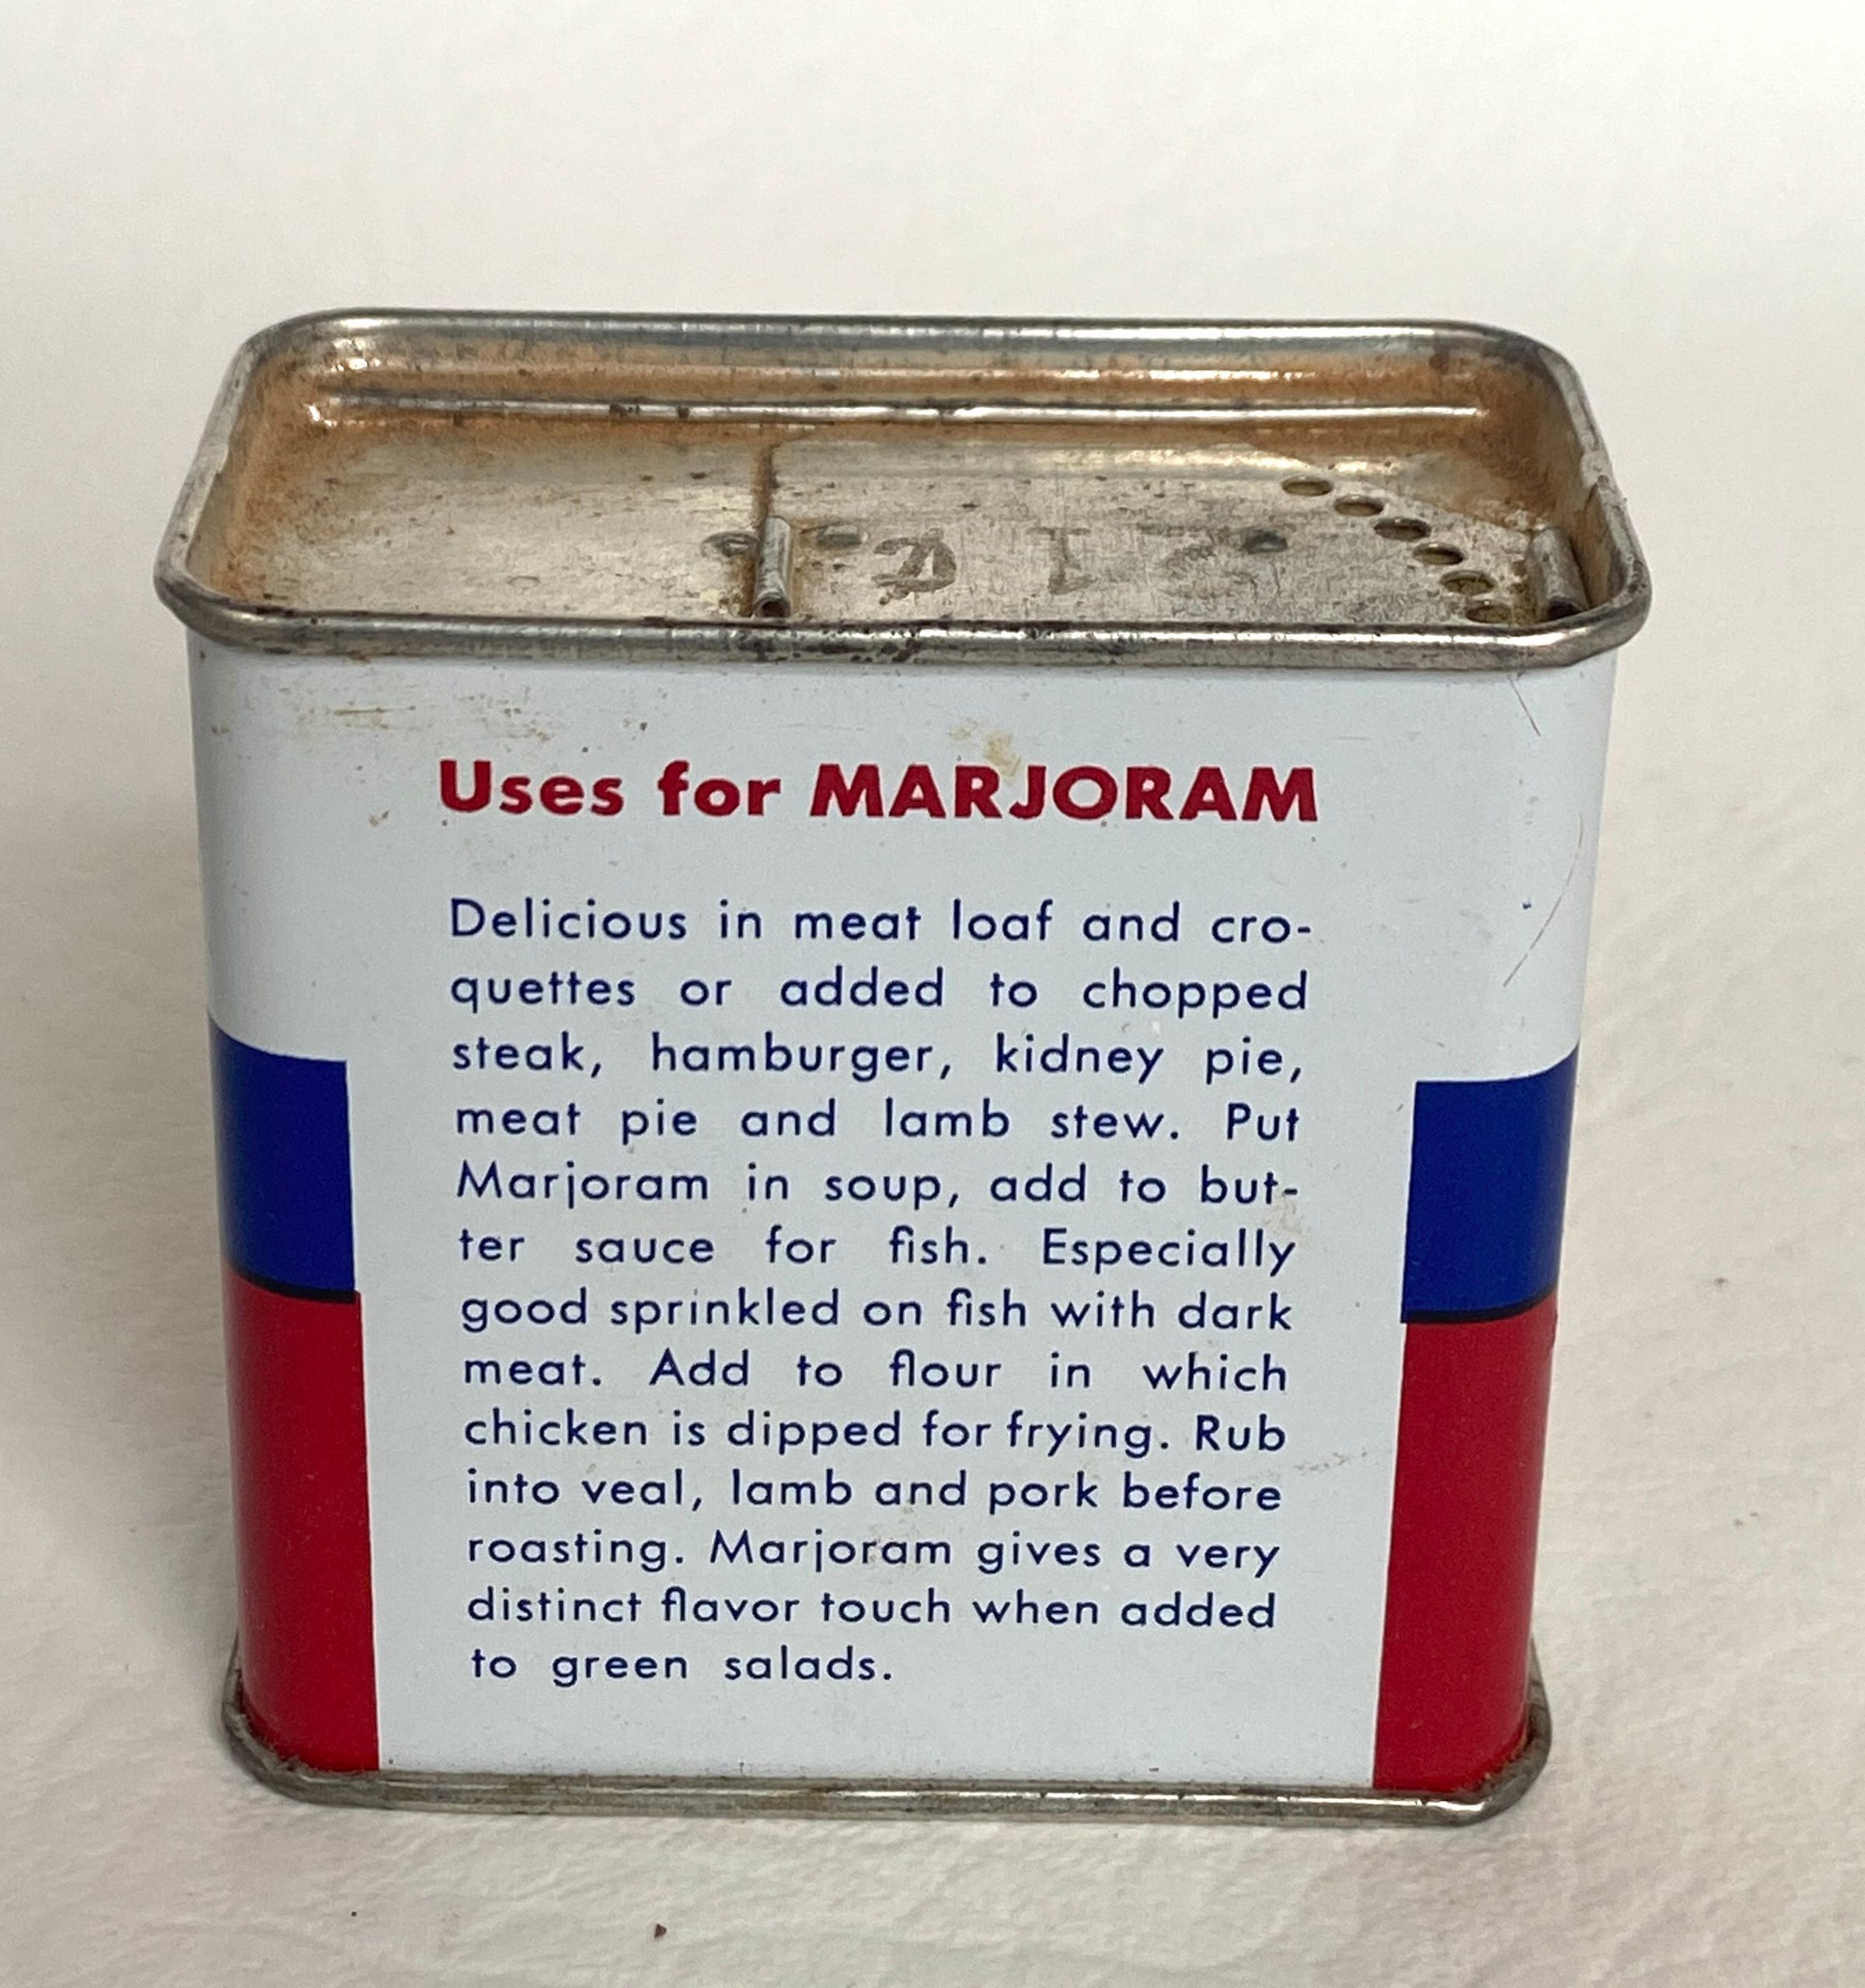 Uses for MARJORAM
Delicious in meat loaf and cro-
quettes or added to chopped
steak, hamburger, kidney pie,
meat pie and lamb stew. Put
Marjoram in soup, add to but-
ter sauce for fish. Especially
good sprinkled on fish with dark
meat. Add to flour in which
chicken is dipped for frying. Rub
into veal, lamb and pork before
roasting. Marjoram gives a very
distinct flavor touch when added
to green salads.